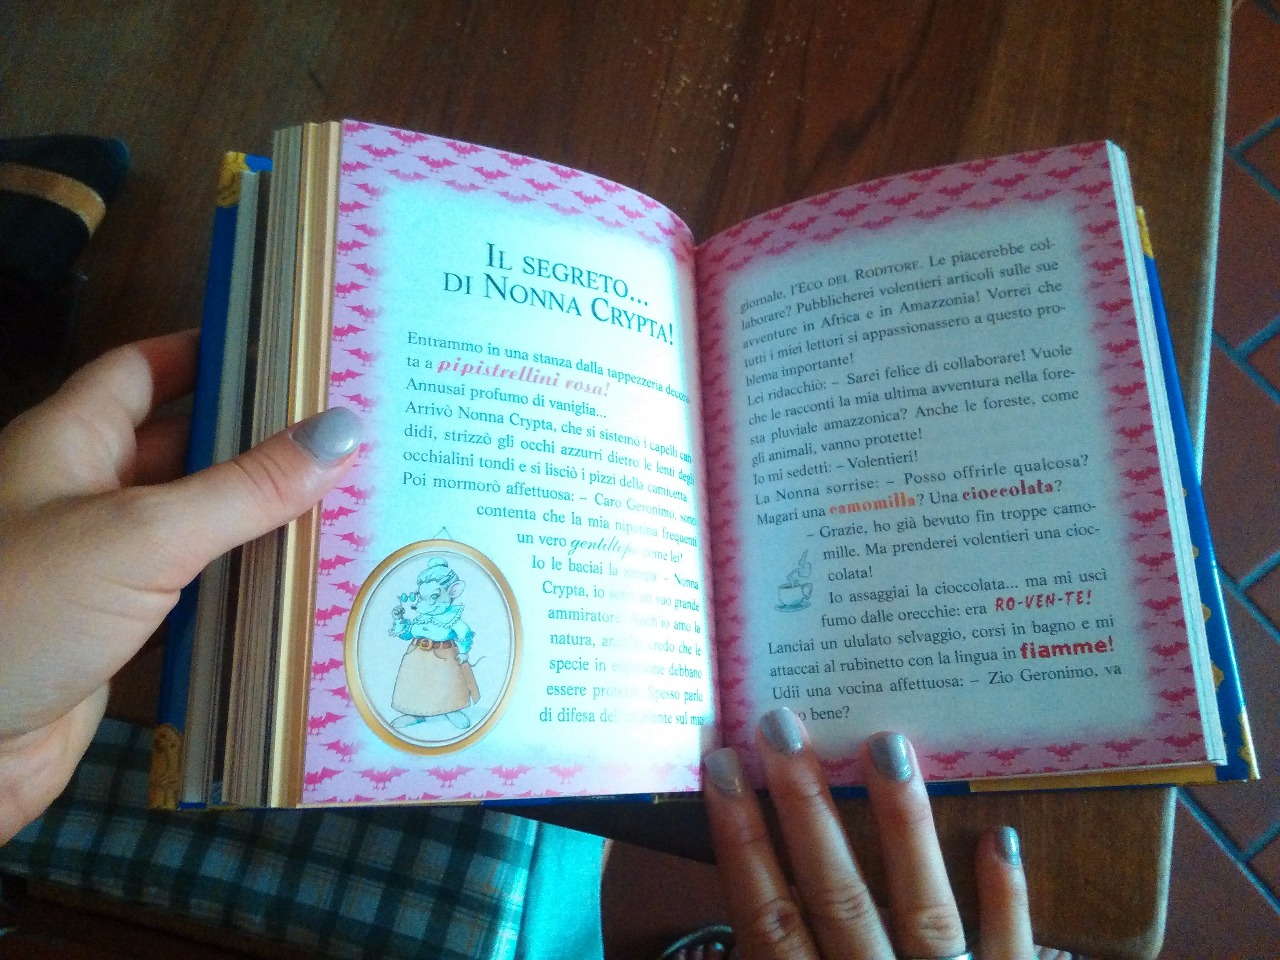 IL SEGRETO...
DI NONNA CRYPTA!
Entrammo in una stanza dalla tappezzeria decora-
ta a pipistrellini rosa!
Annusai profumo di vaniglia...
Arrivò Nonna Crypta, che si sistemò i capelli can-
didi, strizzò gli occhi azzurri dietro le lenti degli
occhialini tondi e si lisciò i pizzi della camicetta.
Poi mormorò affettuosa: – Caro Geronimo, sono
contenta che la mia nipotina frequenti
un vero gentiltopo come lei!
Io le baciai la zampa: – Nonna
Crypta, io sono un suo grande
ammiratore. Anch'io amo la
natura, anch'io credo che le
specie in estinzione debbano
essere protette. Spesso parlo
di difesa dell'ambiente sul mio
giornale, l'ECO DEL RODITORE. Le piacerebbe col-
laborare? Pubblicherei volentieri articoli sulle sue
avventure in Africa e in Amazzonia! Vorrei che
tutti i miei lettori si appassionassero a questo pro-
blema importante!
Lei ridacchiò: – Sarei felice di collaborare! Vuole
che le racconti la mia ultima avventura nella fore-
sta pluviale amazzonica? Anche le foreste, come
gli animali, vanno protette!
Io mi sedetti: – Volentieri!
La Nonna sorrise: – Posso offrirle qualcosa?
Magari una camomilla? Una cioccolata?
– Grazie, ho già bevuto fin troppe camo-
mille. Ma prenderei volentieri una cioc-
colata!
Io assaggiai la cioccolata... ma mi uscì
fumo dalle orecchie: era RO-VEN-TE!
Lanciai un ululato selvaggio, corsi in bagno e mi
attaccai al rubinetto con la lingua in fiamme!
Udii una vocina affettuosa: – Zio Geronimo, va
bene?